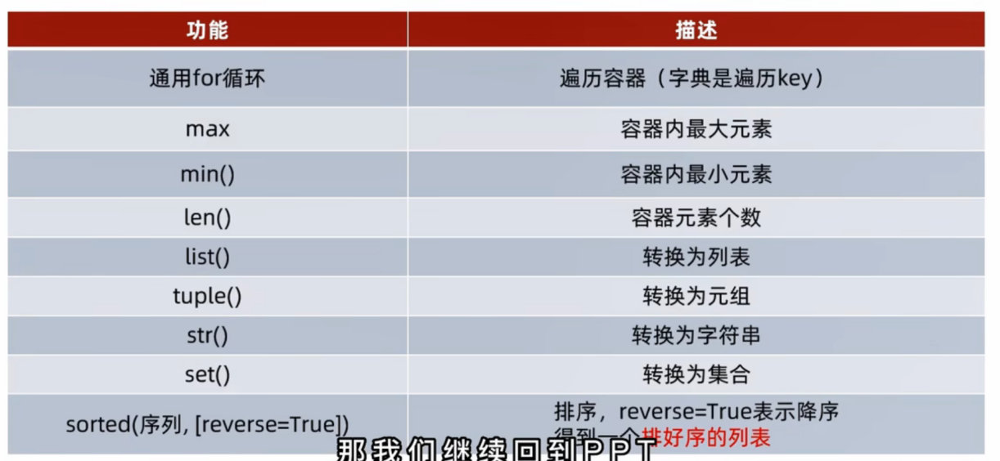 功能 描述
通用for循环 遍历容器（字典是遍历key）
max 容器内最大元素
min() 容器内最小元素
len() 容器元素个数
list() 转换为列表
tuple() 转换为元组
str() 转换为字符串
set() 转换为集合
sorted(序列, [reverse=True]) 排序，reverse=True表示降序
得到一个排好序的列表
那我们继续回到PPT